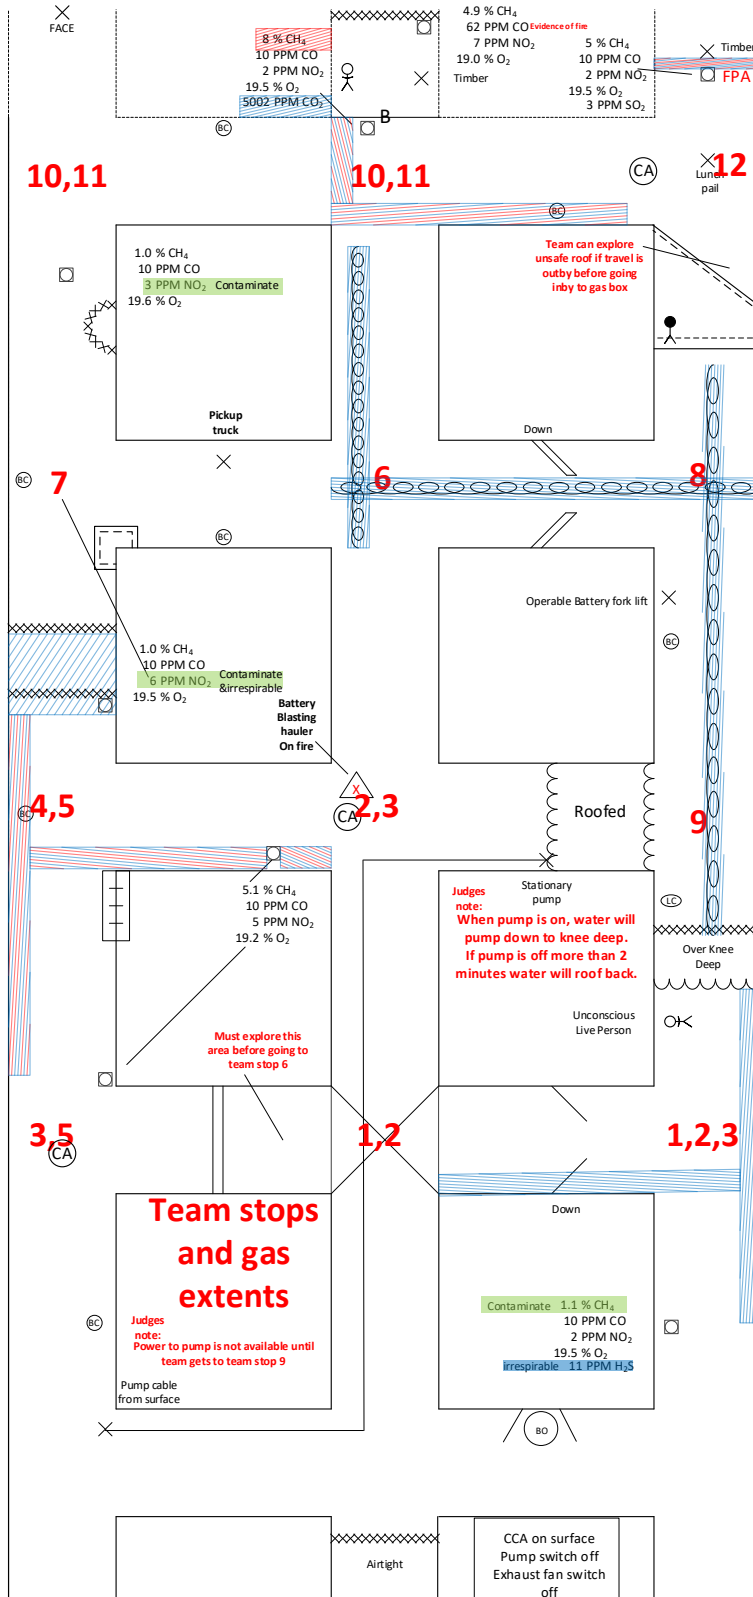 FACE
8 % CH₄
10 PPM CO
2 PPM NO₂
19.5 % O₂
5002 PPM CO₂
4.9 % CH₄
62 PPM CO Evidence of fire
7 PPM NO₂
19.0 % O₂
Timber
5 % CH₄
10 PPM CO
2 PPM NO₂
19.5 % O₂
3 PPM SO₂
Timber
FPA
B
BC
10,11
10,11
CA
12
Lunch
pail
BC
1.0 % CH₄
10 PPM CO
3 PPM NO₂ Contaminate
19.6 % O₂
Team can explore
unsafe roof if travel is
outby before going
inby to gas box
Pickup
truck
Down
BC
7
6
8
BC
Operable Battery fork lift
BC
1.0 % CH₄
10 PPM CO
6 PPM NO₂ Contaminate
&irrespirable
19.5 % O₂
Battery
Blasting
hauler
On fire
X
BC
4,5
CA
2,3
Roofed
9
5.1 % CH₄
10 PPM CO
5 PPM NO₂
19.2 % O₂
Judges
note:
Stationary
pump
When pump is on, water will
pump down to knee deep.
If pump is off more than 2
minutes water will roof back.
LC
Over Knee
Deep
Unconscious
Live Person
Must explore this
area before going to
team stop 6
3,5
CA
1,2
1,2,3
Team stops
and gas
extents
Down
Judges
note:
Power to pump is not available until
team gets to team stop 9
BC
Contaminate 1.1 % CH₄
10 PPM CO
2 PPM NO₂
19.5 % O₂
irrespirable 11 PPM H₂S
Pump cable
from surface
BO
Airtight
CCA on surface
Pump switch off
Exhaust fan switch
off